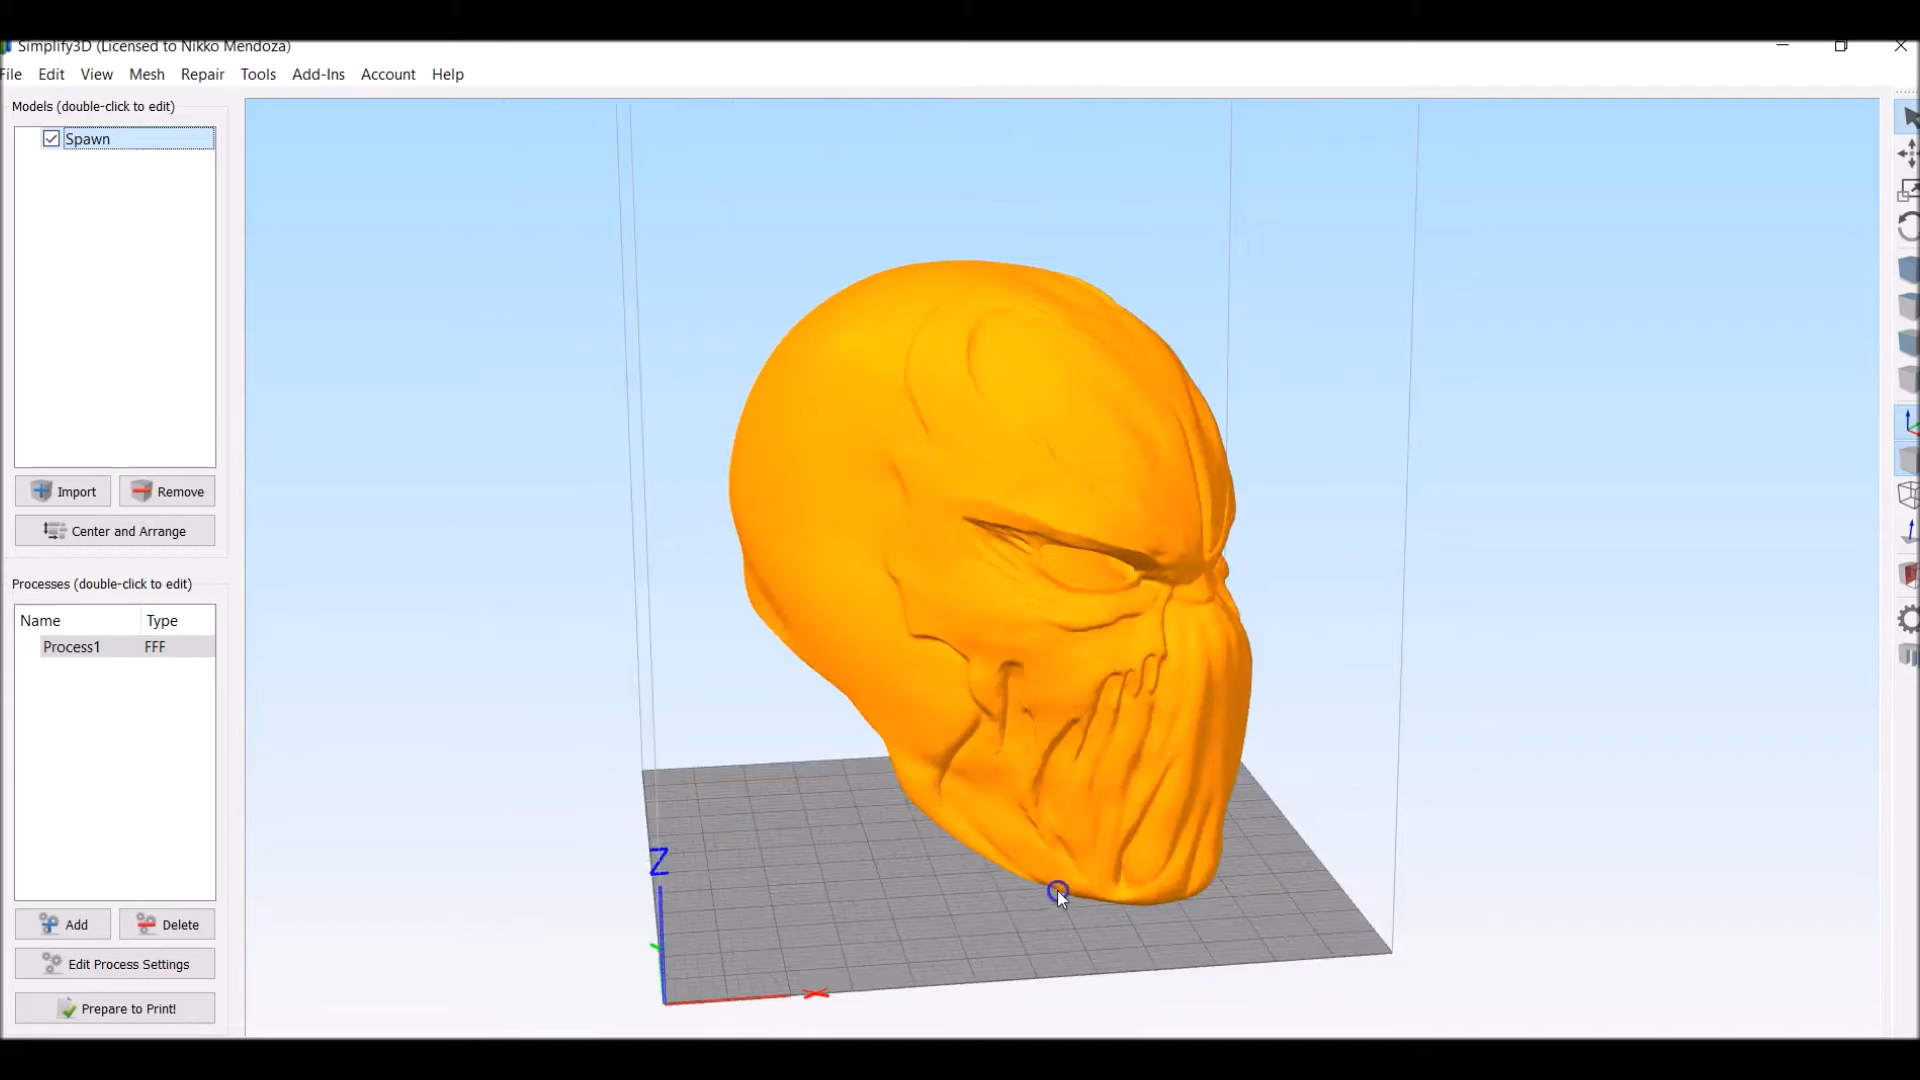 Simplify3D (Licensed to Nikko Mendoza)
File Edit View Mesh Repair Tools Add-Ins Account Help
Models (double-click to edit)
Spawn
Import Remove
Center and Arrange
Processes (double-click to edit)
Name Type
Process1 FFF
Add Delete
Edit Process Settings
Prepare to Print!
Z
X